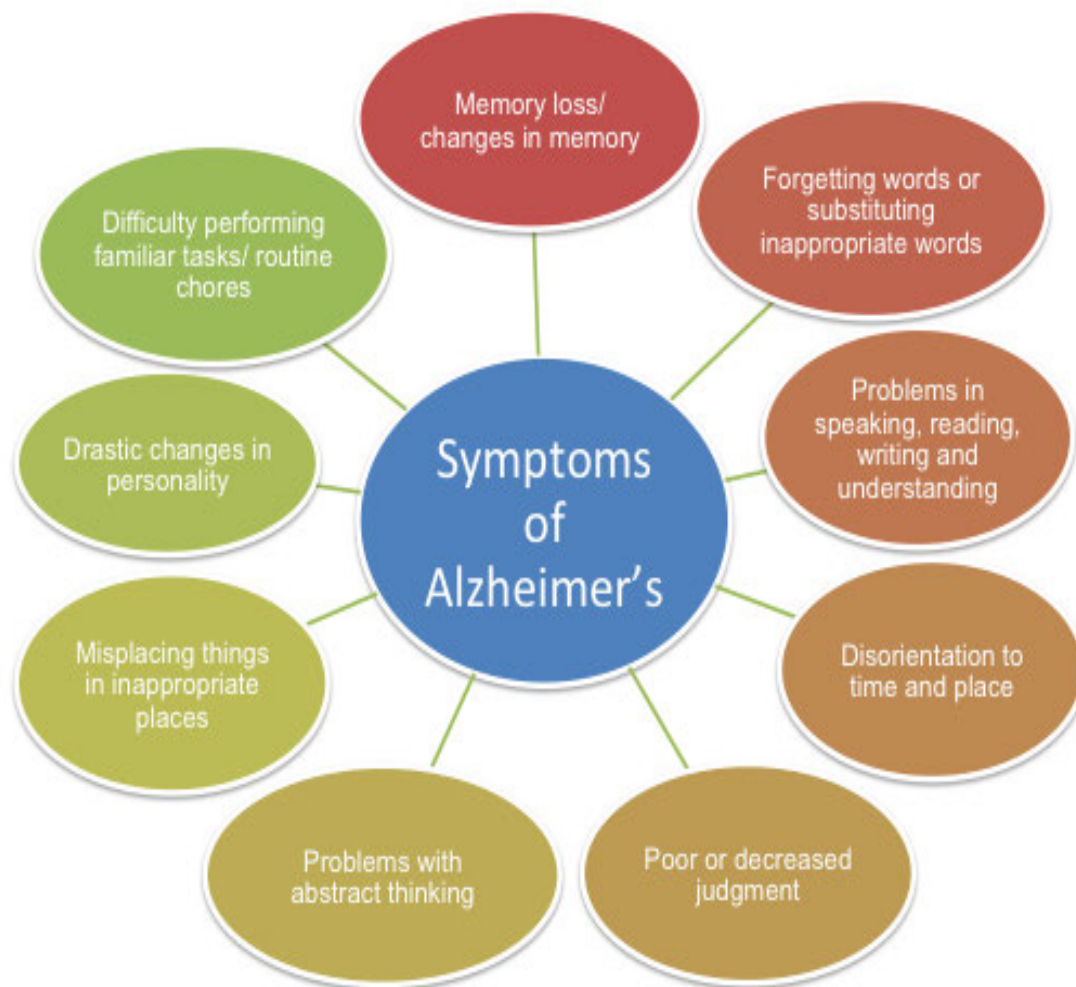 Memory loss/
changes in memory
Forgetting words or
substituting
inappropriate words
Problems in
speaking, reading,
writing and
understanding
Disorientation to
time and place
Poor or decreased
judgment
Problems with
abstract thinking
Misplacing things
in inappropriate
places
Drastic changes in
personality
Difficulty performing
familiar tasks/ routine
chores
Symptoms
of
Alzheimer’s